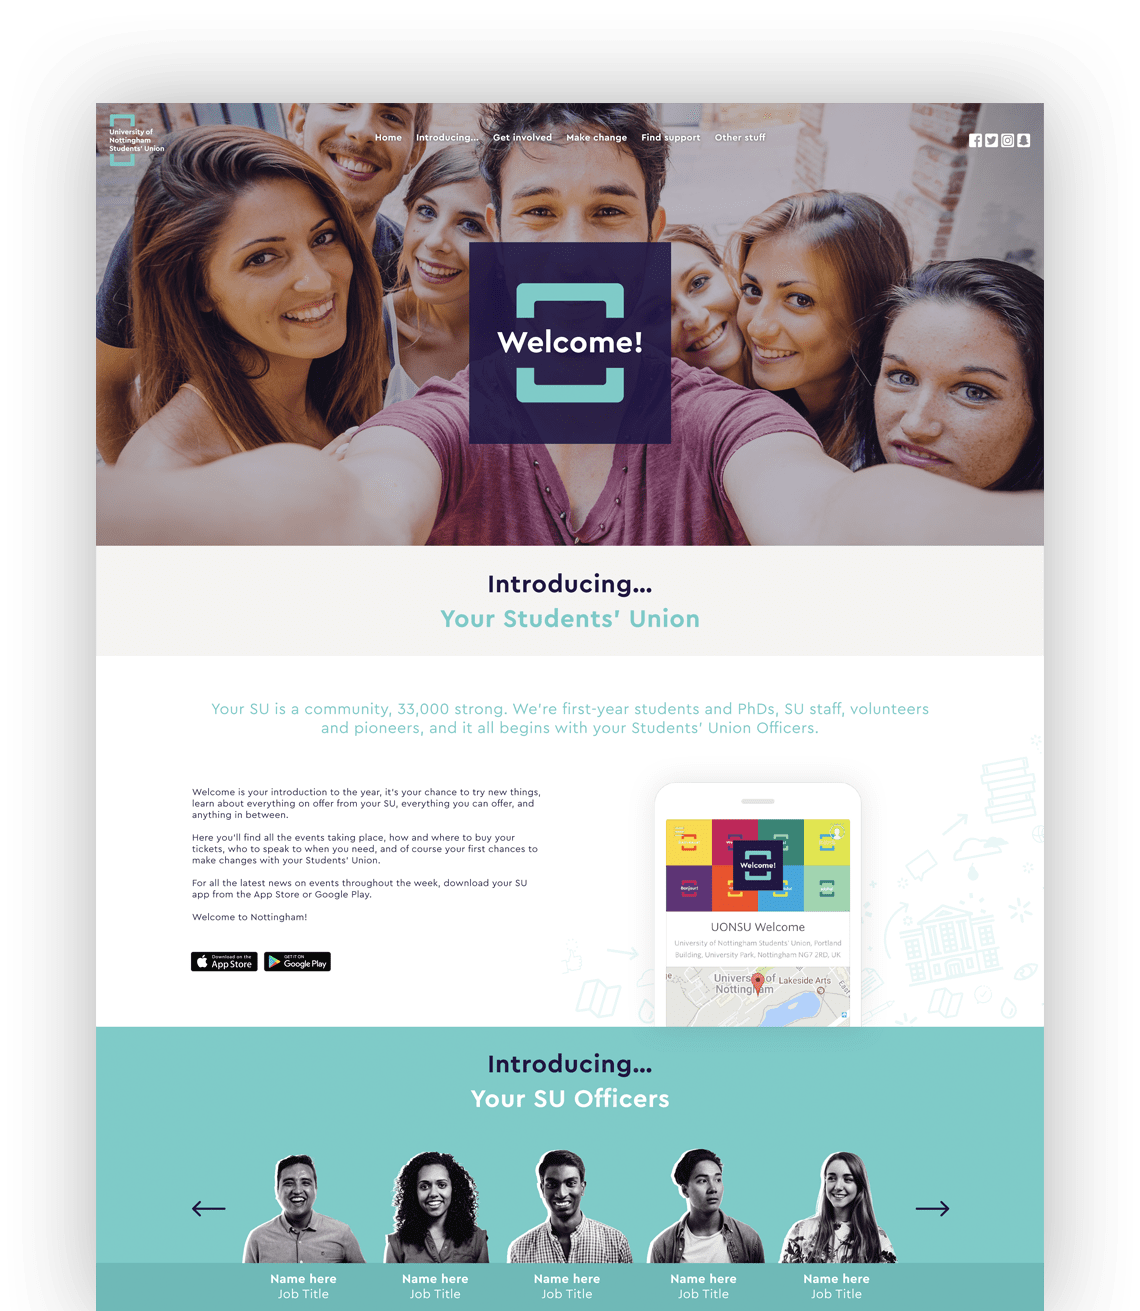 University of
Nottingham
Students' Union
Home Introducing... Get involved Make change Find support Other stuff
Welcome!
Introducing...
Your Students' Union
Your SU is a community, 33,000 strong. We're first-year students and PhDs, SU staff, volunteers
and pioneers, and it all begins with your Students' Union Officers.
Welcome is your introduction to the year, it's your chance to try new things,
learn about everything on offer from your SU, everything you can offer, and
anything in between.
Here you'll find all the events taking place, how and where to buy your
tickets, who to speak to when you need, and of course your first chances to
make changes with your Students' Union.
For all the latest news on events throughout the week, download your SU
app from the App Store or Google Play.
Welcome to Nottingham!
Download on the
App Store
GET IT ON
Google Play
Welcome!
Bonjour!
UONSU Welcome
University of Nottingham Students' Union, Portland
Building, University Park, Nottingham NG7 2RD, UK
University of
Nottingham
Lakeside Arts
Introducing...
Your SU Officers
Name here Name here Name here Name here Name here
Job Title Job Title Job Title Job Title Job Title